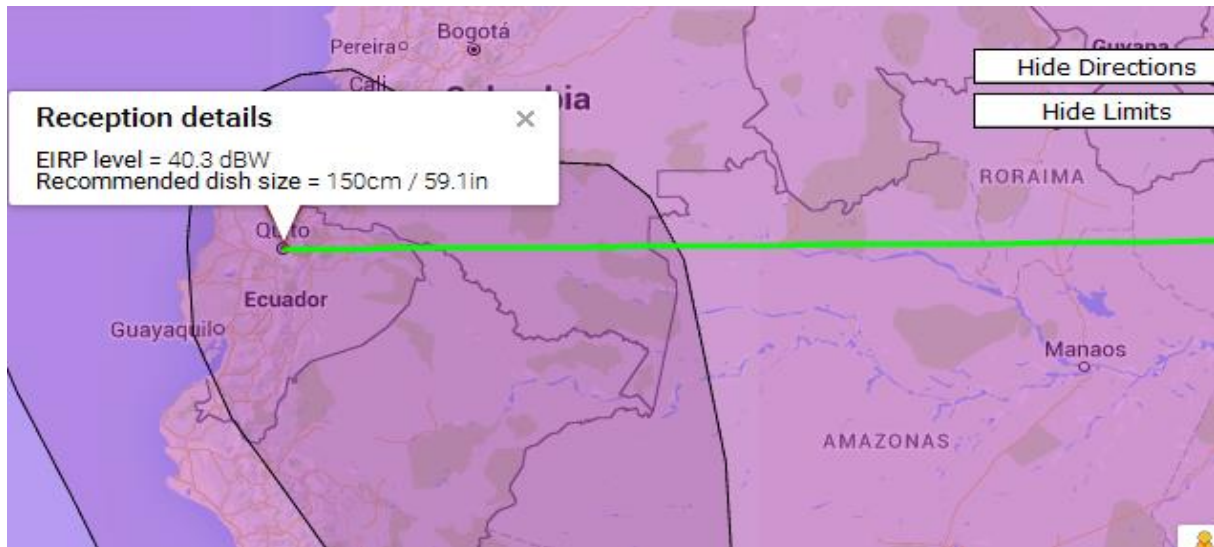 Bogotá
Pereira
Cali
Guyana
Hide Directions
Hide Limits
Reception details
×
EIRP level = 40.3 dBW
Recommended dish size = 150cm / 59.1in
RORAIMA
Quito
Ecuador
Guayaquil
Manaos
AMAZONAS